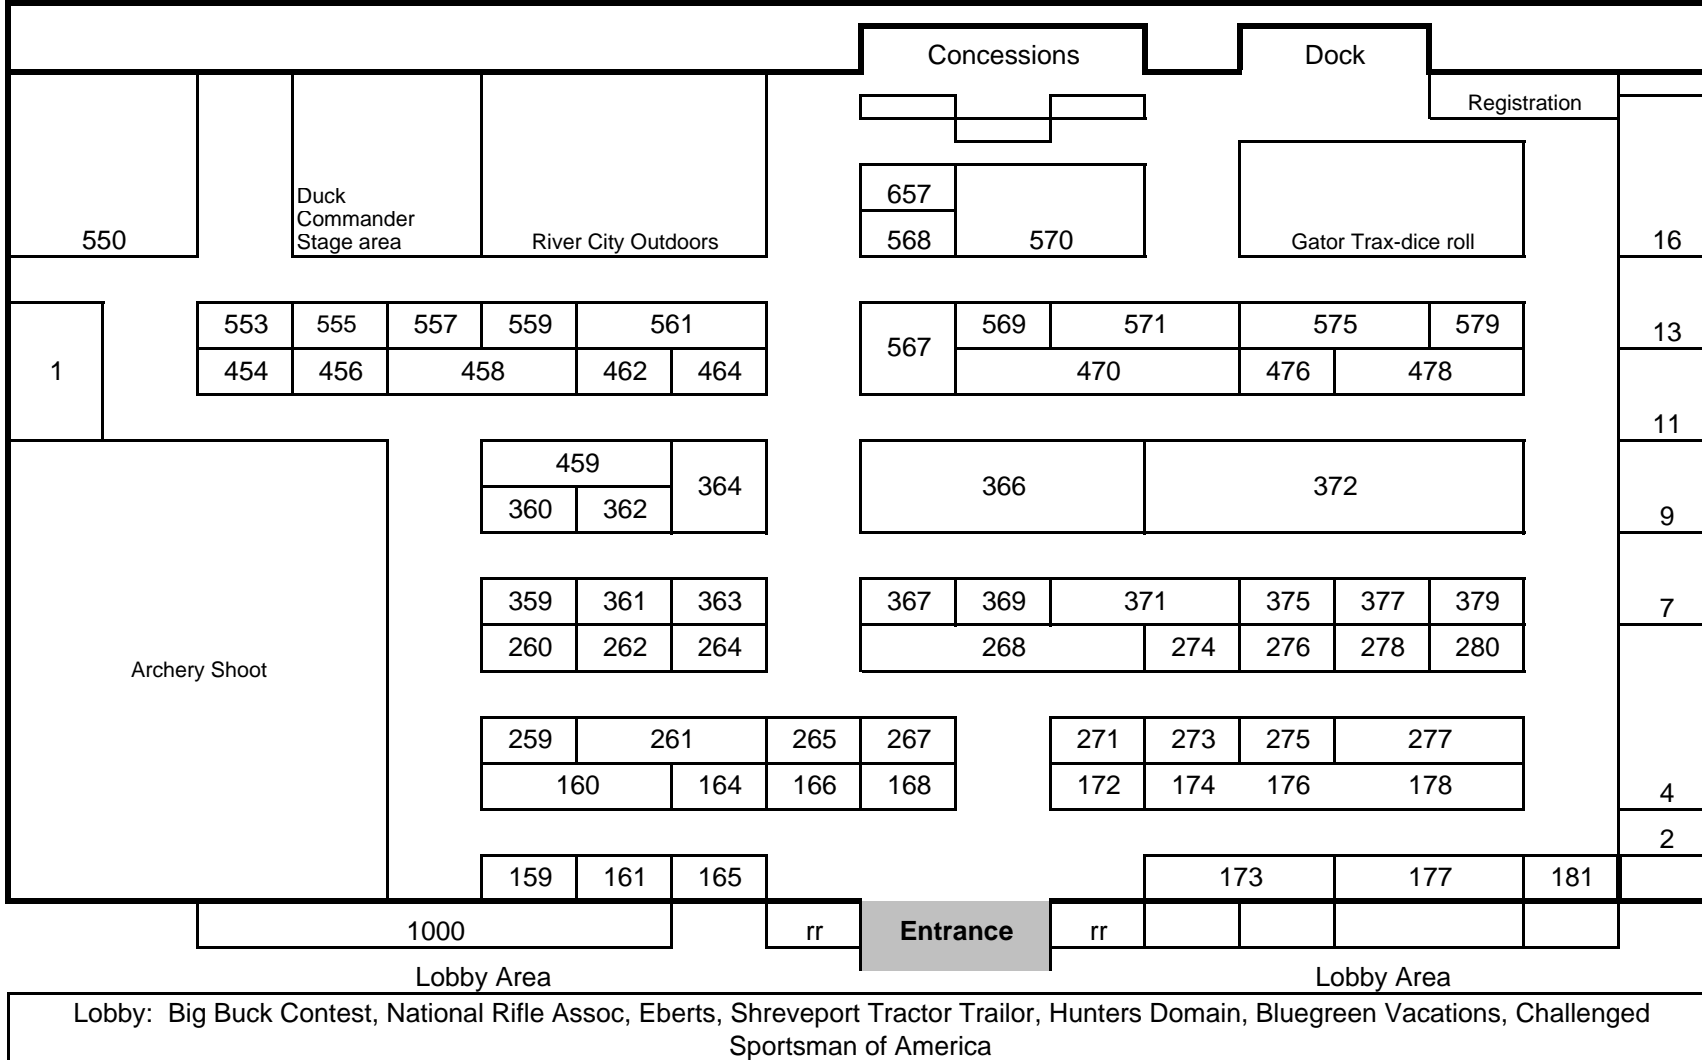 Concessions Dock
Registration
657
Duck
Commander
Stage area
550 River City Outdoors 568 570 Gator Trax-dice roll 16
553 555 557 559 561 567 569 571 575 579 13
1 454 456 458 462 464 470 476 478
11
459 364 366 372
360 362 9
359 361 363 367 369 371 375 377 379 7
260 262 264 268 274 276 278 280
Archery Shoot
259 261 265 267 271 273 275 277
160 164 166 168 172 174 176 178 4
2
159 161 165 173 177 181
1000 rr Entrance rr
Lobby Area Lobby Area
Lobby: Big Buck Contest, National Rifle Assoc, Eberts, Shreveport Tractor Trailor, Hunters Domain, Bluegreen Vacations, Challenged
Sportsman of America